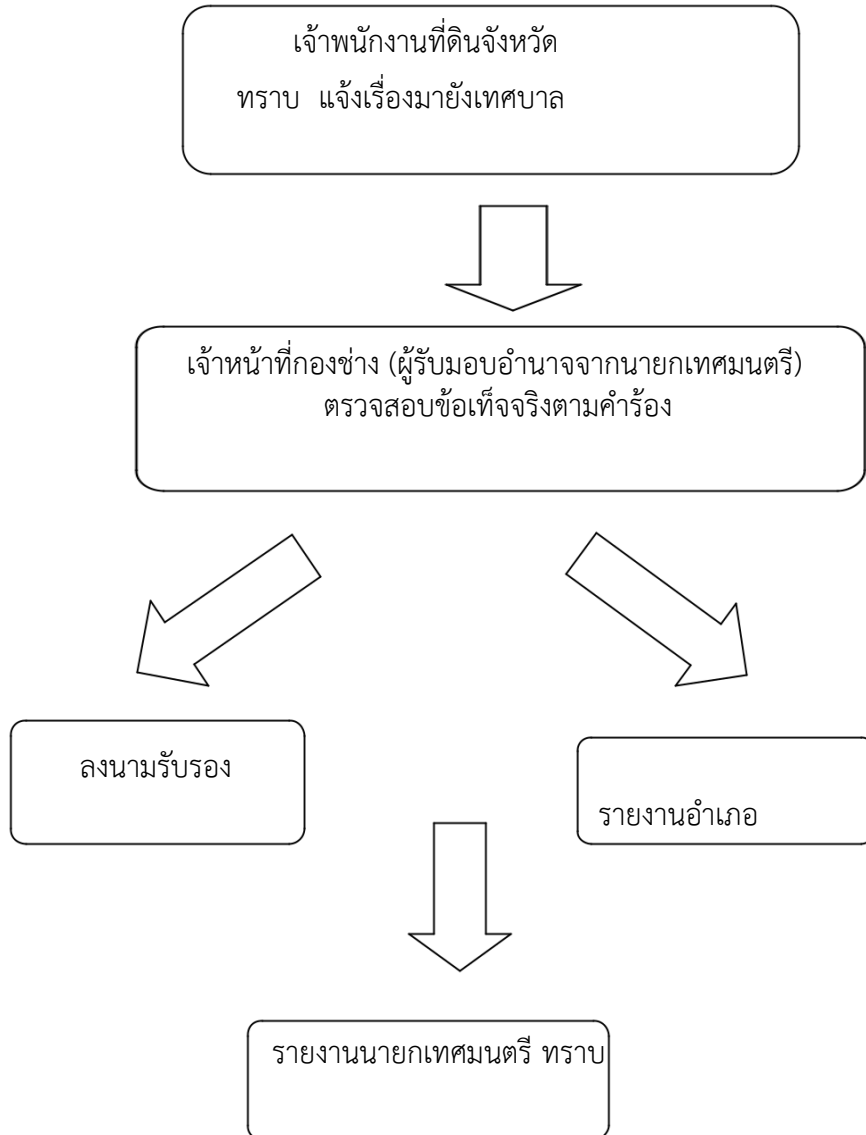 เจ้าพนักงานที่ดินจังหวัด
ทราบ แจ้งเรื่องมายังเทศบาล
เจ้าหน้าที่กองช่าง (ผู้รับมอบอำนาจจากนายกเทศมนตรี)
ตรวจสอบข้อเท็จจริงตามคำร้อง
ลงนามรับรอง
รายงานอำเภอ
รายงานนายกเทศมนตรี ทราบ